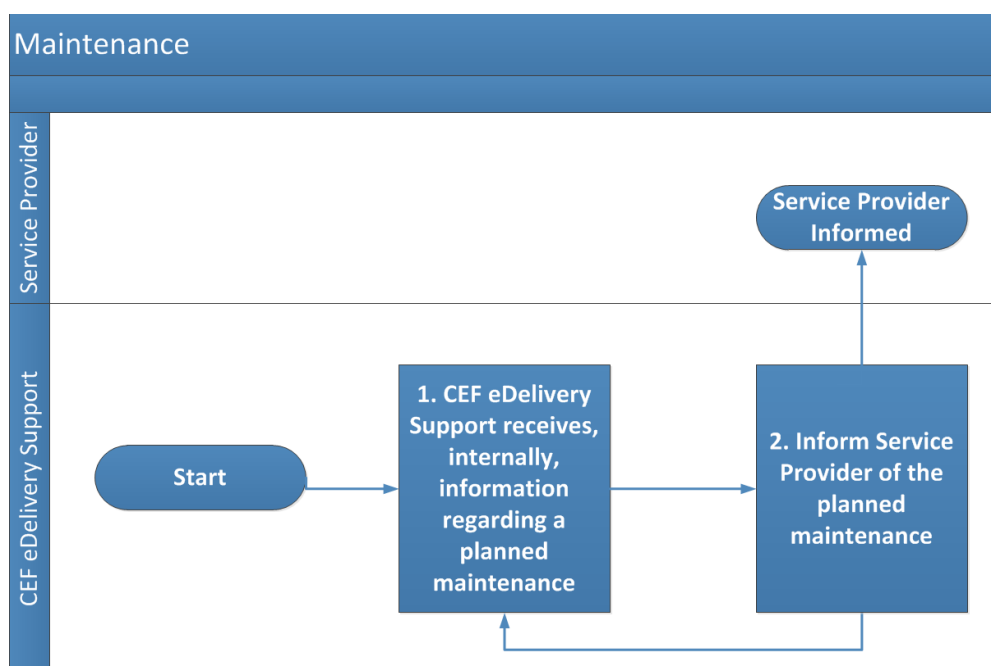 Maintenance
Service Provider
Service Provider
Informed
CEF eDelivery Support
Start
1. CEF eDelivery
Support receives,
internally,
information
regarding a
planned
maintenance
2. Inform Service
Provider of the
planned
maintenance